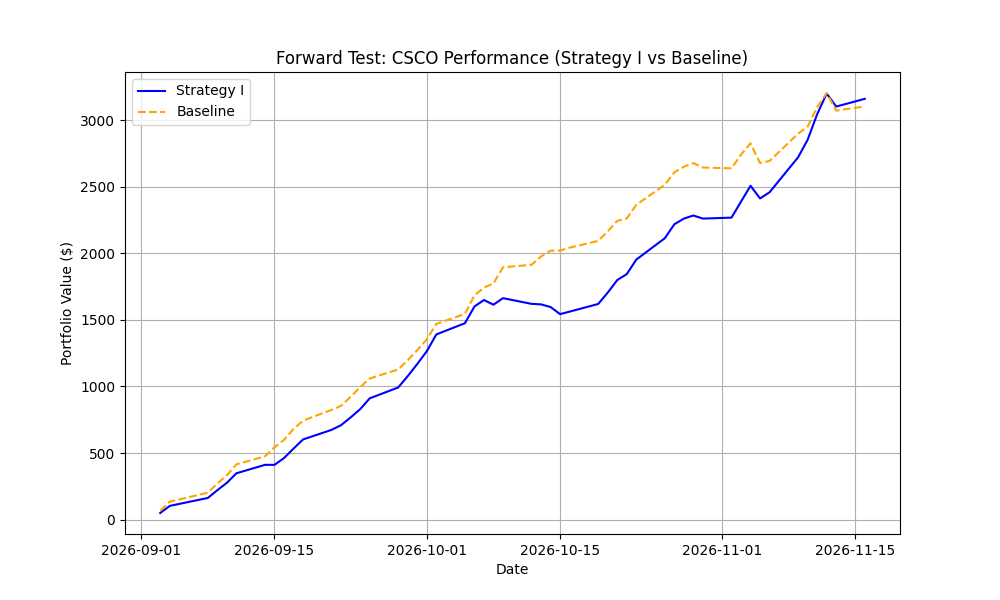 Forward Test: CSCO Performance (Strategy I vs Baseline)
Strategy I
Baseline
Portfolio Value ($)
3000
2500
2000
1500
1000
500
0
2026-09-01
2026-09-15
2026-10-01
2026-10-15
2026-11-01
2026-11-15
Date